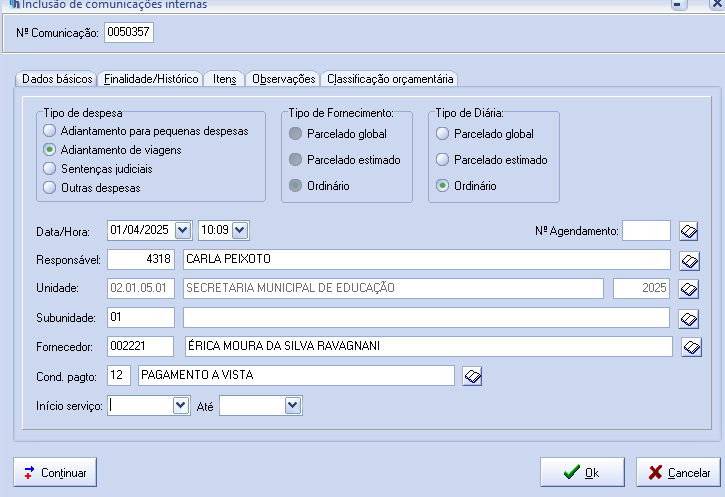 Inclusão de comunicações internas
Nº Comunicação: 0050357
Dados básicos Finalidade/Histórico Itens Observações Classificação orçamentária
Tipo de despesa
Adiantamento para pequenas despesas
Adiantamento de viagens
Sentenças judiciais
Outras despesas
Tipo de Fornecimento:
Parcelado global
Parcelado estimado
Ordinário
Tipo de Diária:
Parcelado global
Parcelado estimado
Ordinário
Data/Hora: 01/04/2025 10:09 Nº Agendamento:
Responsável: 4318 CARLA PEIXOTO
Unidade: 02.01.05.01 SECRETARIA MUNICIPAL DE EDUCAÇÃO 2025
Subunidade: 01
Fornecedor: 002221 ÉRICA MOURA DA SILVA RAVAGNANI
Cond. pagto: 12 PAGAMENTO A VISTA
Início serviço: Até
Continuar Ok Cancelar